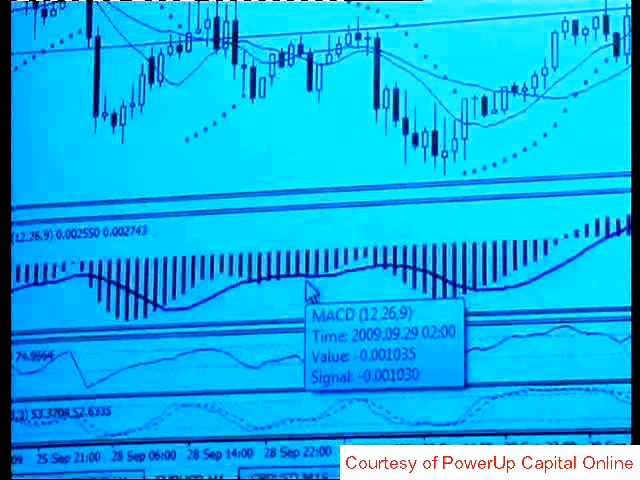 (12,26,9) 0.002550 0.002743
MACD (12,26,9)
Time: 2009.09.29 02:00
Value: -0.001035
Signal: -0.001030
74.9664
53.3704 52.6335
25 Sep 21:00 28 Sep 06:00 28 Sep 14:00 28 Sep 22:00
Courtesy of PowerUp Capital Online